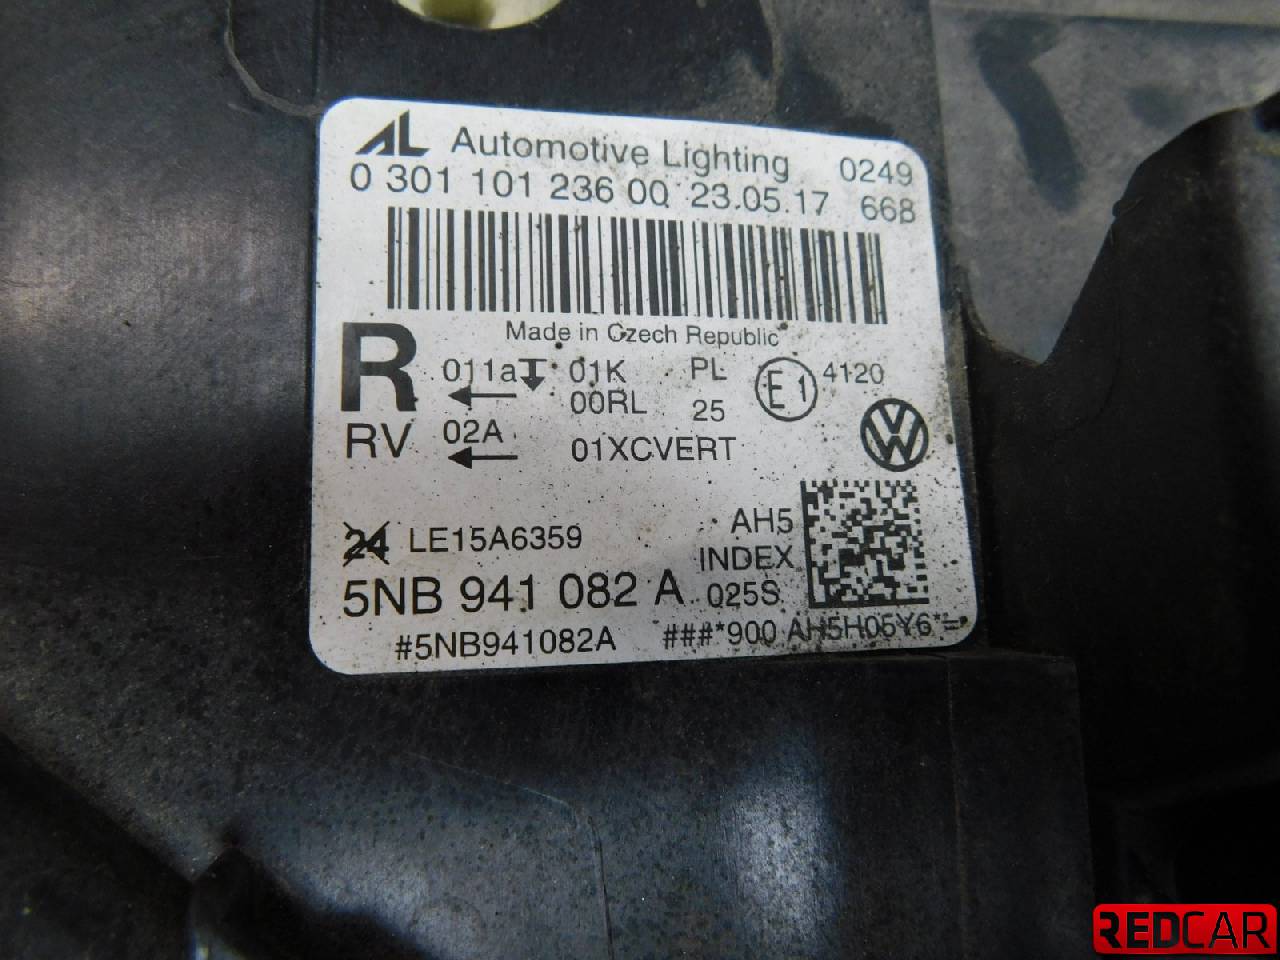 AL Automotive Lighting 0249
0 301 101 236 00 23.05.17 66B
Made in Czech Republic
R 011a 01K PL E1 4120
00RL 25
RV 02A 01XCVERT
24 LE15A6359 AH5
INDEX
5NB 941 082 A 025S
#5NB941082A ###*900 AH5H05Y6*=
REDCAR